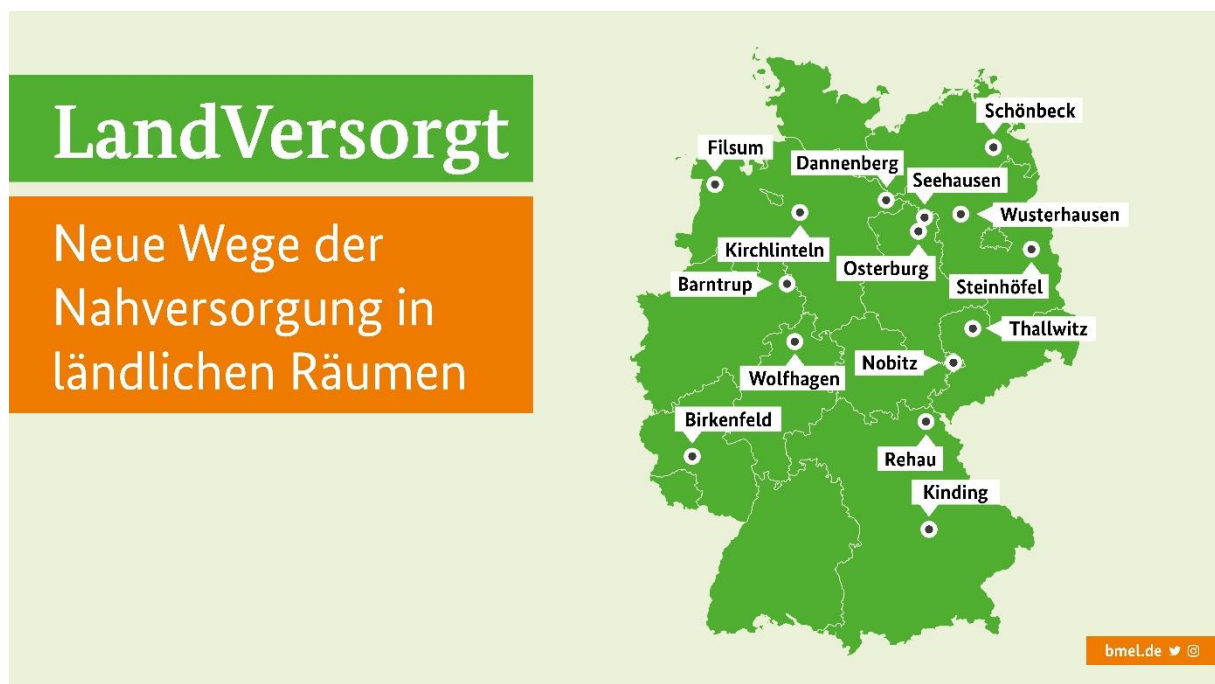 LandVersorgt
Neue Wege der
Nahversorgung in
ländlichen Räumen
Schönbeck
Filsum
Dannenberg
Seehausen
Wusterhausen
Kirchlinteln
Osterburg
Barntrup
Steinhöfel
Thallwitz
Nobitz
Wolfhagen
Birkenfeld
Rehau
Kinding
bmel.de